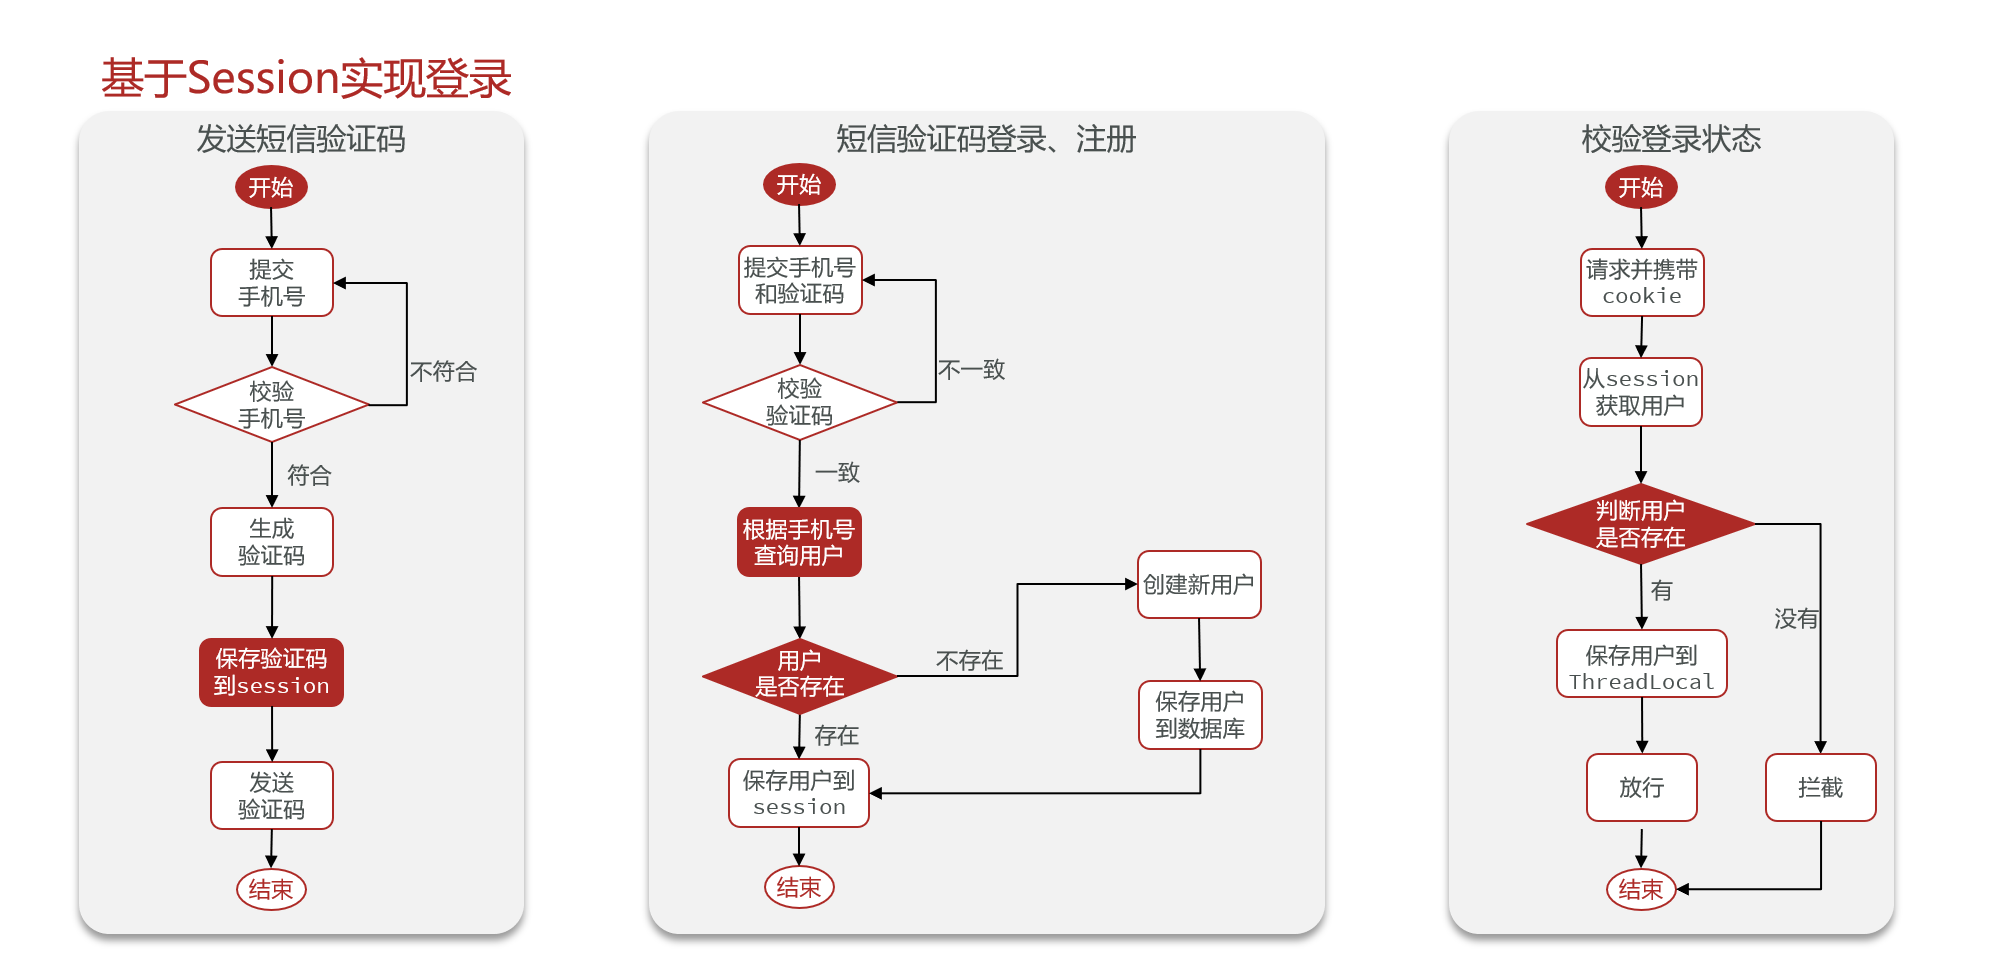 基于Session实现登录
发送短信验证码
开始
提交
手机号
不符合
校验
手机号
符合
生成
验证码
保存验证码
到session
发送
验证码
结束
短信验证码登录、注册
开始
提交手机号
和验证码
不一致
校验
验证码
一致
根据手机号
查询用户
用户
是否存在
不存在
创建新用户
保存用户
到数据库
存在
保存用户到
session
结束
校验登录状态
开始
请求并携带
cookie
从session
获取用户
判断用户
是否存在
有
没有
保存用户到
ThreadLocal
放行
拦截
结束